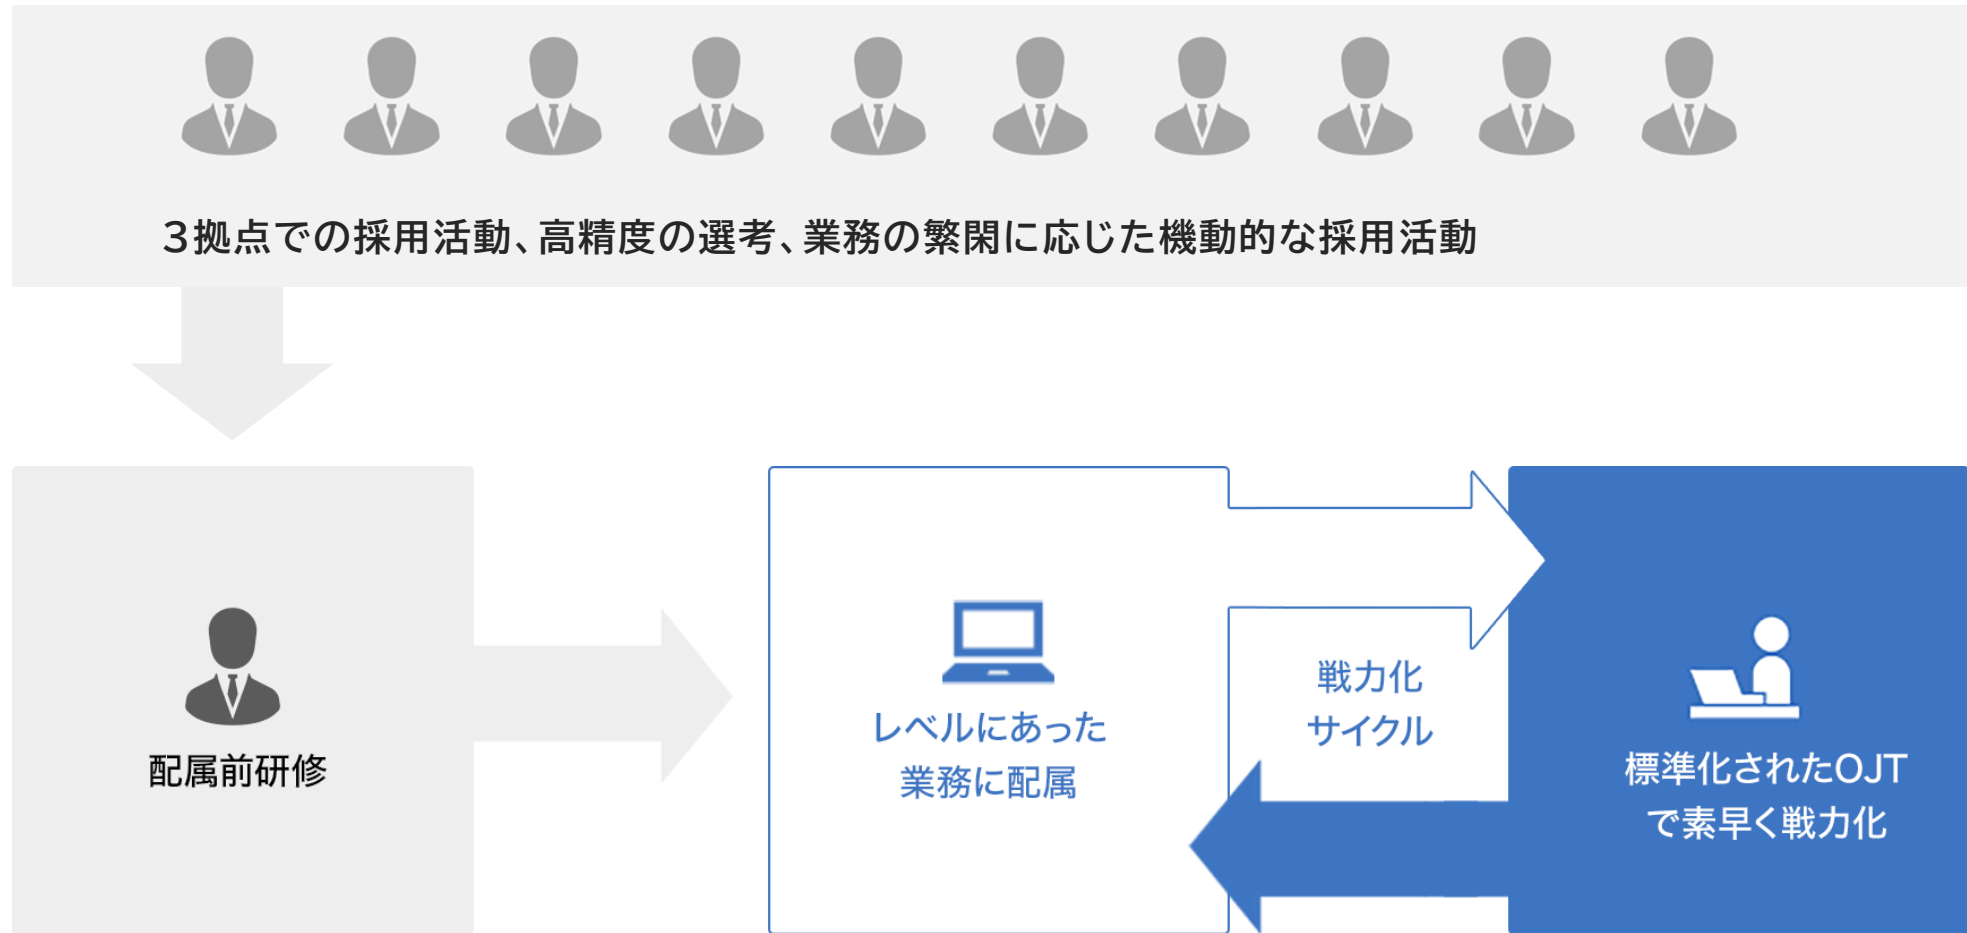 ３拠点での採用活動、高精度の選考、業務の繁閑に応じた機動的な採用活動
配属前研修
レベルにあった
業務に配属
戦力化
サイクル
標準化されたOJT
で素早く戦力化